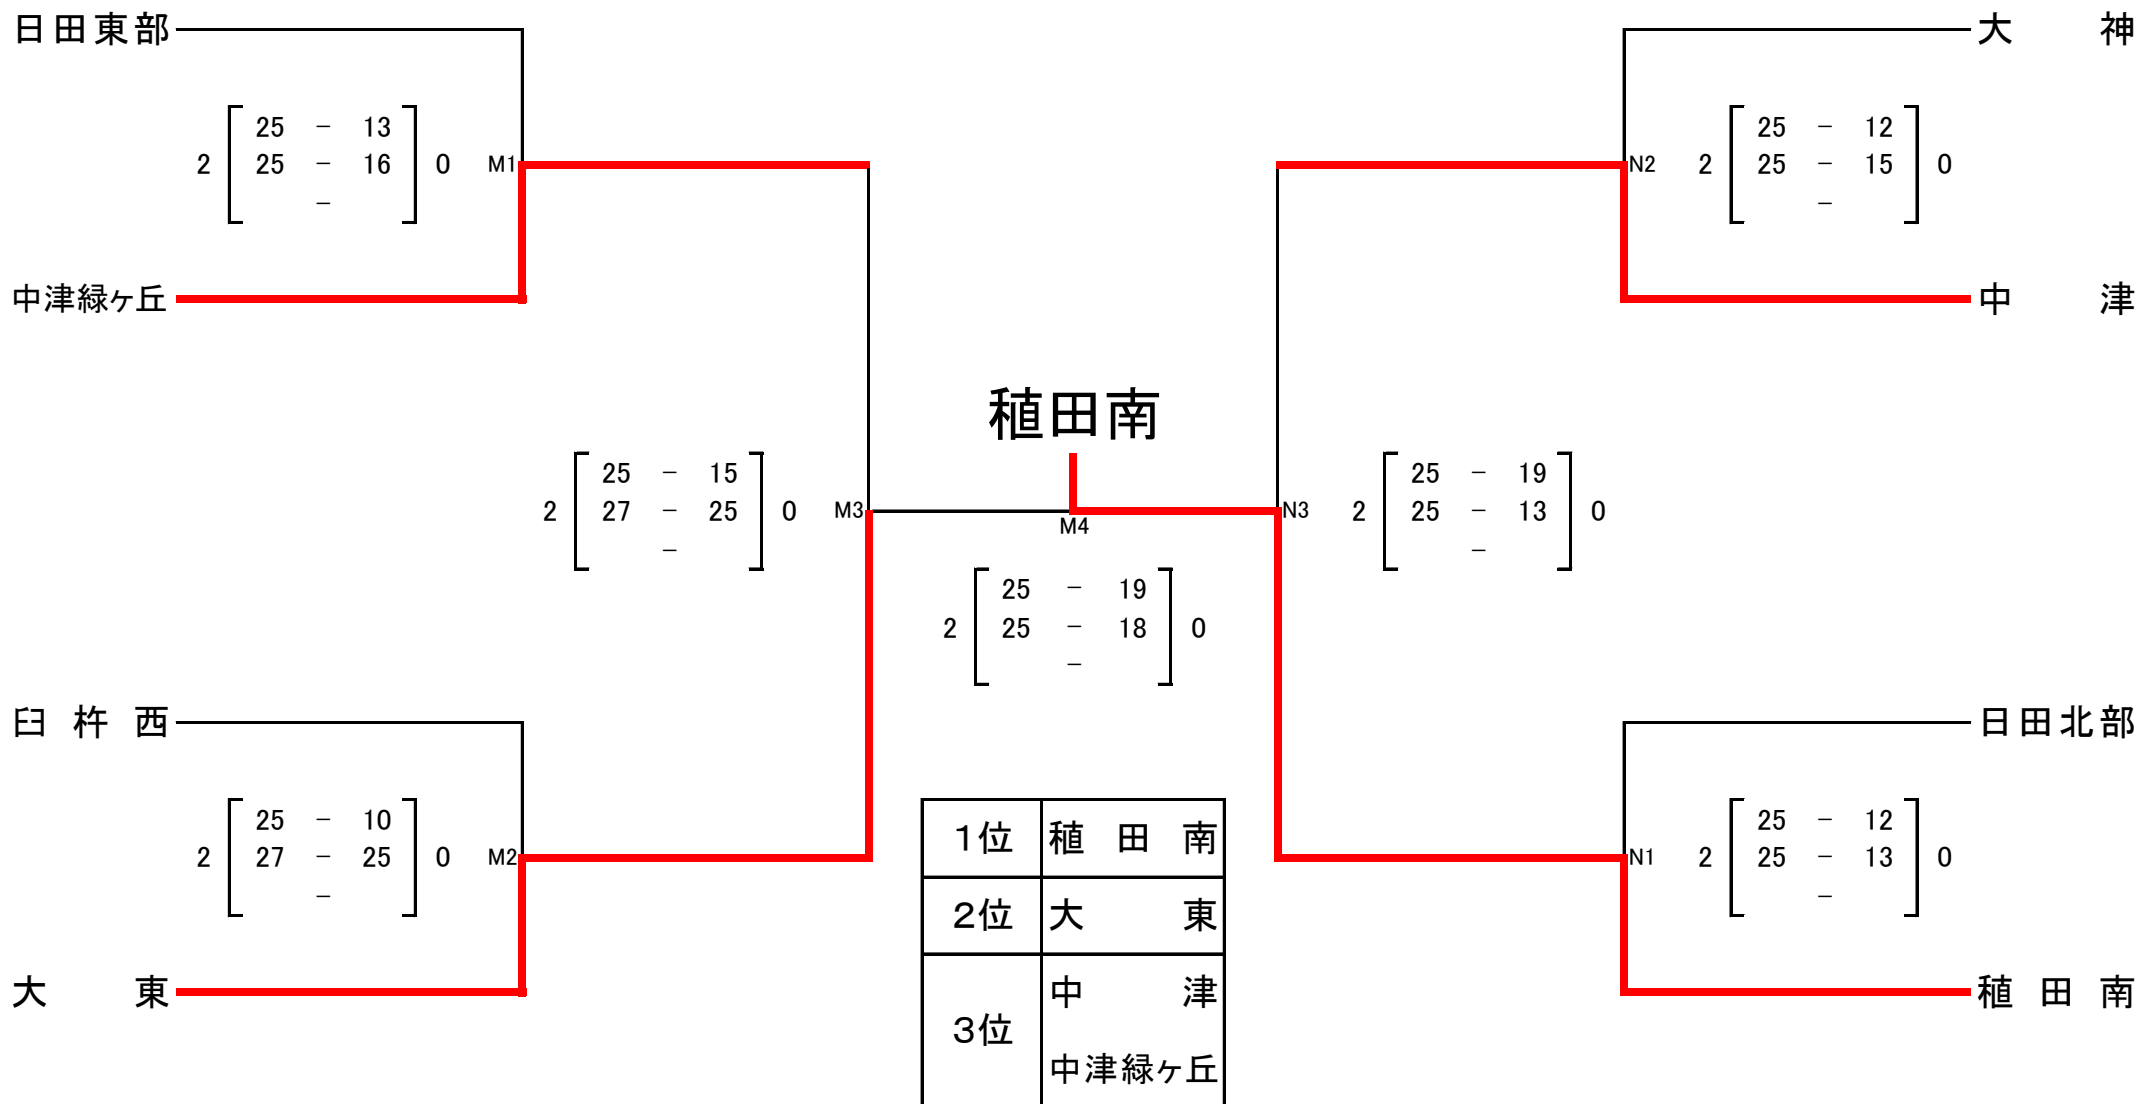 日田東部
大 神
25 - 13
2 25 - 16 0 M1
-
N2 2 25 - 15 0
25 - 12
-
中津緑ヶ丘
中 津
稙田南
25 - 15
2 27 - 25 0 M3
-
M4
25 - 19
N3 2 25 - 13 0
-
25 - 19
2 25 - 18 0
-
臼杵西
日田北部
25 - 10
2 27 - 25 0 M2
-
25 - 12
N1 2 25 - 13 0
-
大 東
稙田南
1位 稙田南
2位 大 東
3位 中 津
中津緑ヶ丘